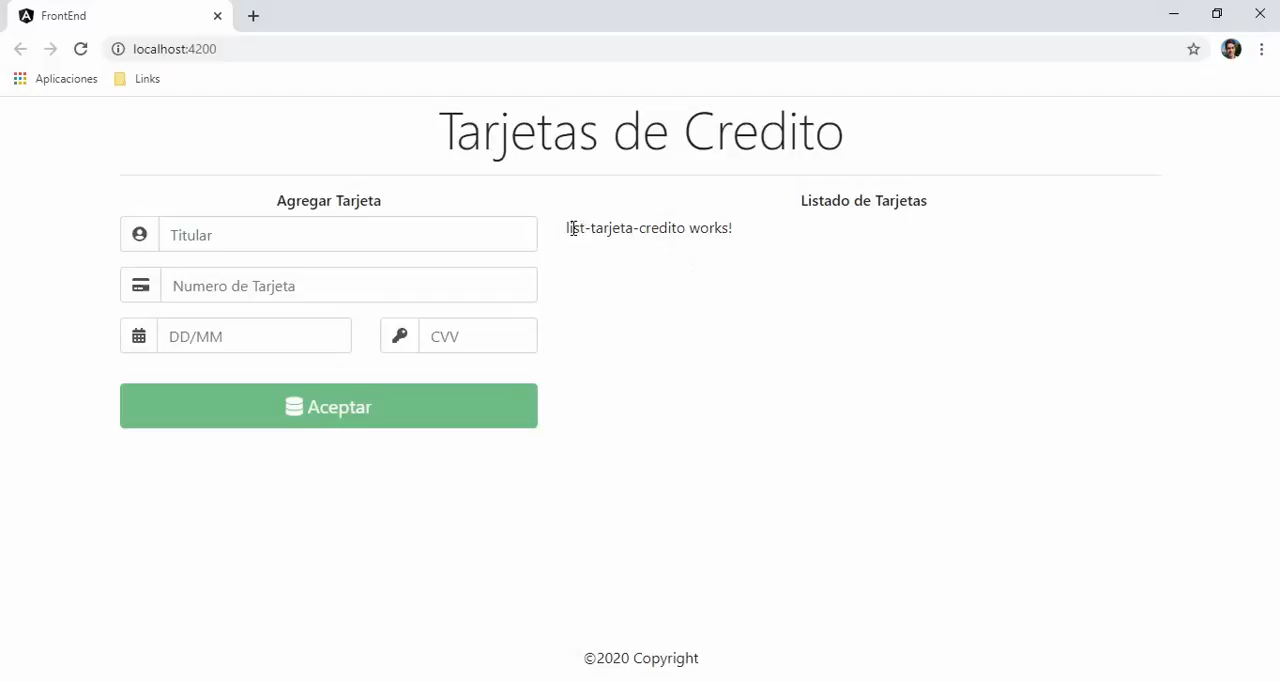 FrontEnd
localhost:4200
Aplicaciones
Links
Tarjetas de Credito
Agregar Tarjeta
Titular
Numero de Tarjeta
DD/MM
CVV
Aceptar
Listado de Tarjetas
list-tarjeta-credito works!
©2020 Copyright